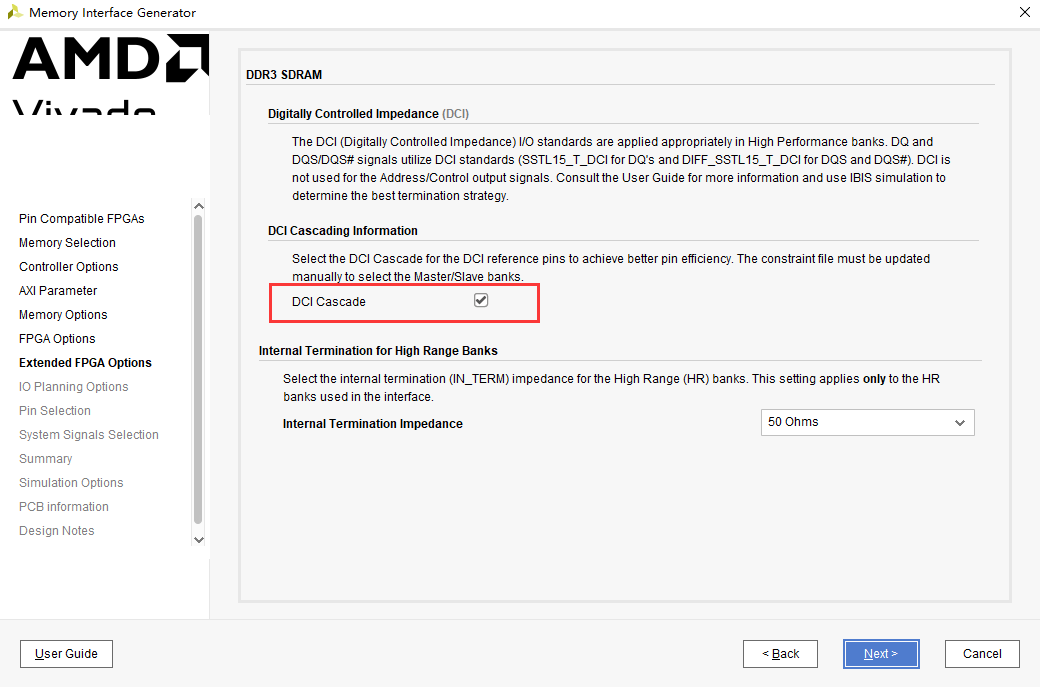 Memory Interface Generator
AMD
Vivado
Pin Compatible FPGAs
Memory Selection
Controller Options
AXI Parameter
Memory Options
FPGA Options
Extended FPGA Options
IO Planning Options
Pin Selection
System Signals Selection
Summary
Simulation Options
PCB information
Design Notes
DDR3 SDRAM
Digitally Controlled Impedance (DCI)
The DCI (Digitally Controlled Impedance) I/O standards are applied appropriately in High Performance banks. DQ and
DQS/DQS# signals utilize DCI standards (SSTL15_T_DCI for DQ's and DIFF_SSTL15_T_DCI for DQS and DQS#). DCI is
not used for the Address/Control output signals. Consult the User Guide for more information and use IBIS simulation to
determine the best termination strategy.
DCI Cascading Information
Select the DCI Cascade for the DCI reference pins to achieve better pin efficiency. The constraint file must be updated
manually to select the Master/Slave banks.
DCI Cascade
Internal Termination for High Range Banks
Select the internal termination (IN_TERM) impedance for the High Range (HR) banks. This setting applies only to the HR
banks used in the interface.
Internal Termination Impedance
50 Ohms
User Guide
< Back
Next >
Cancel